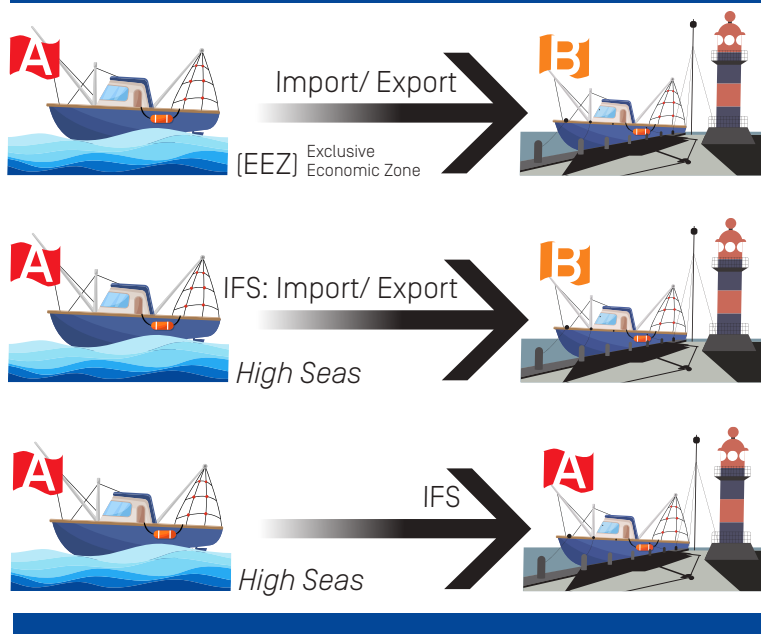 A
Import/ Export
B
(EEZ) Exclusive
Economic Zone
A
IFS: Import/ Export
B
High Seas
A
IFS
A
High Seas